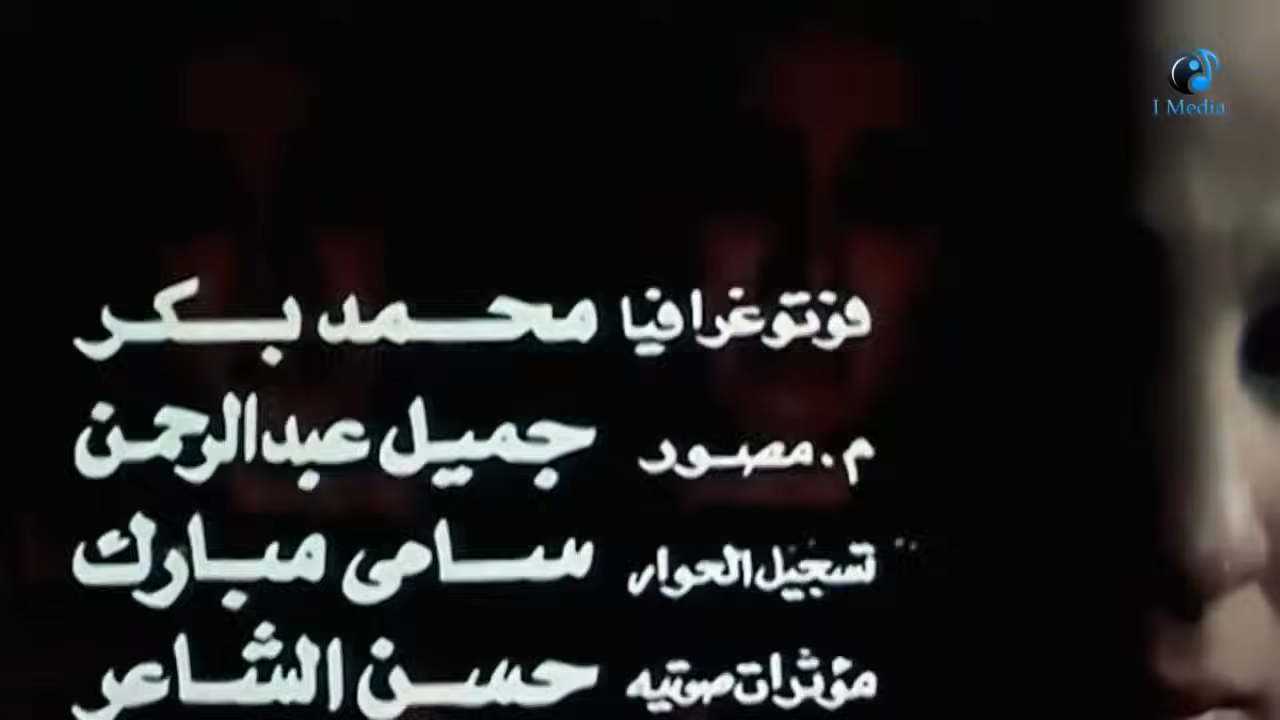 I Media
فوتوغرافيا محمد بكر
م. مصور جميل عبدالرحمن
تسجيل الحوار سامى مبارك
مؤثرات صوتيه حسن الشاعر